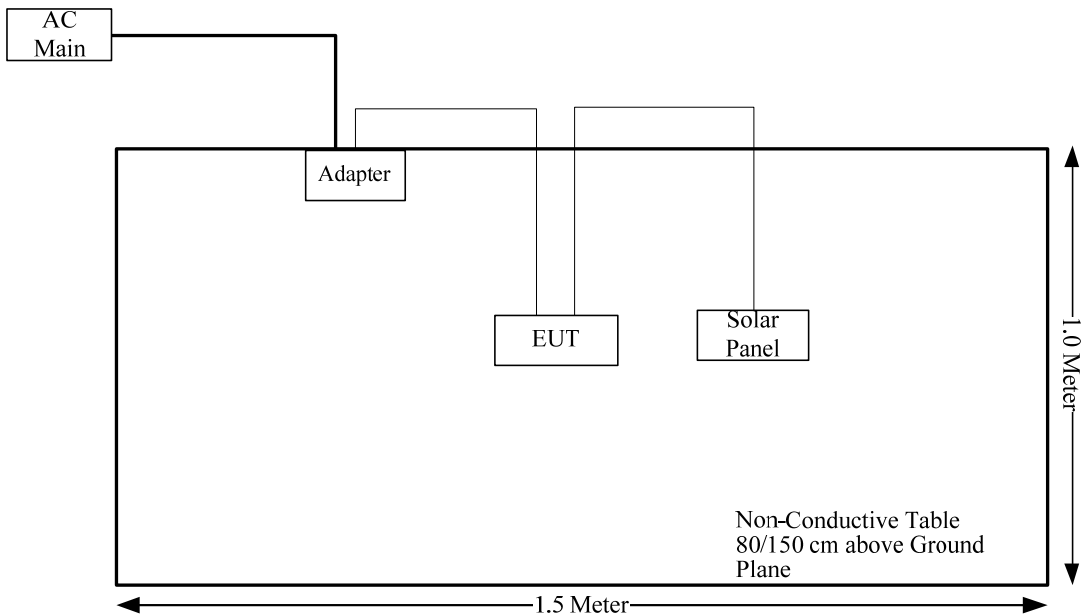 AC
Main
Adapter
EUT
Solar
Panel
1.0 Meter
Non-Conductive Table
80/150 cm above Ground
Plane
1.5 Meter